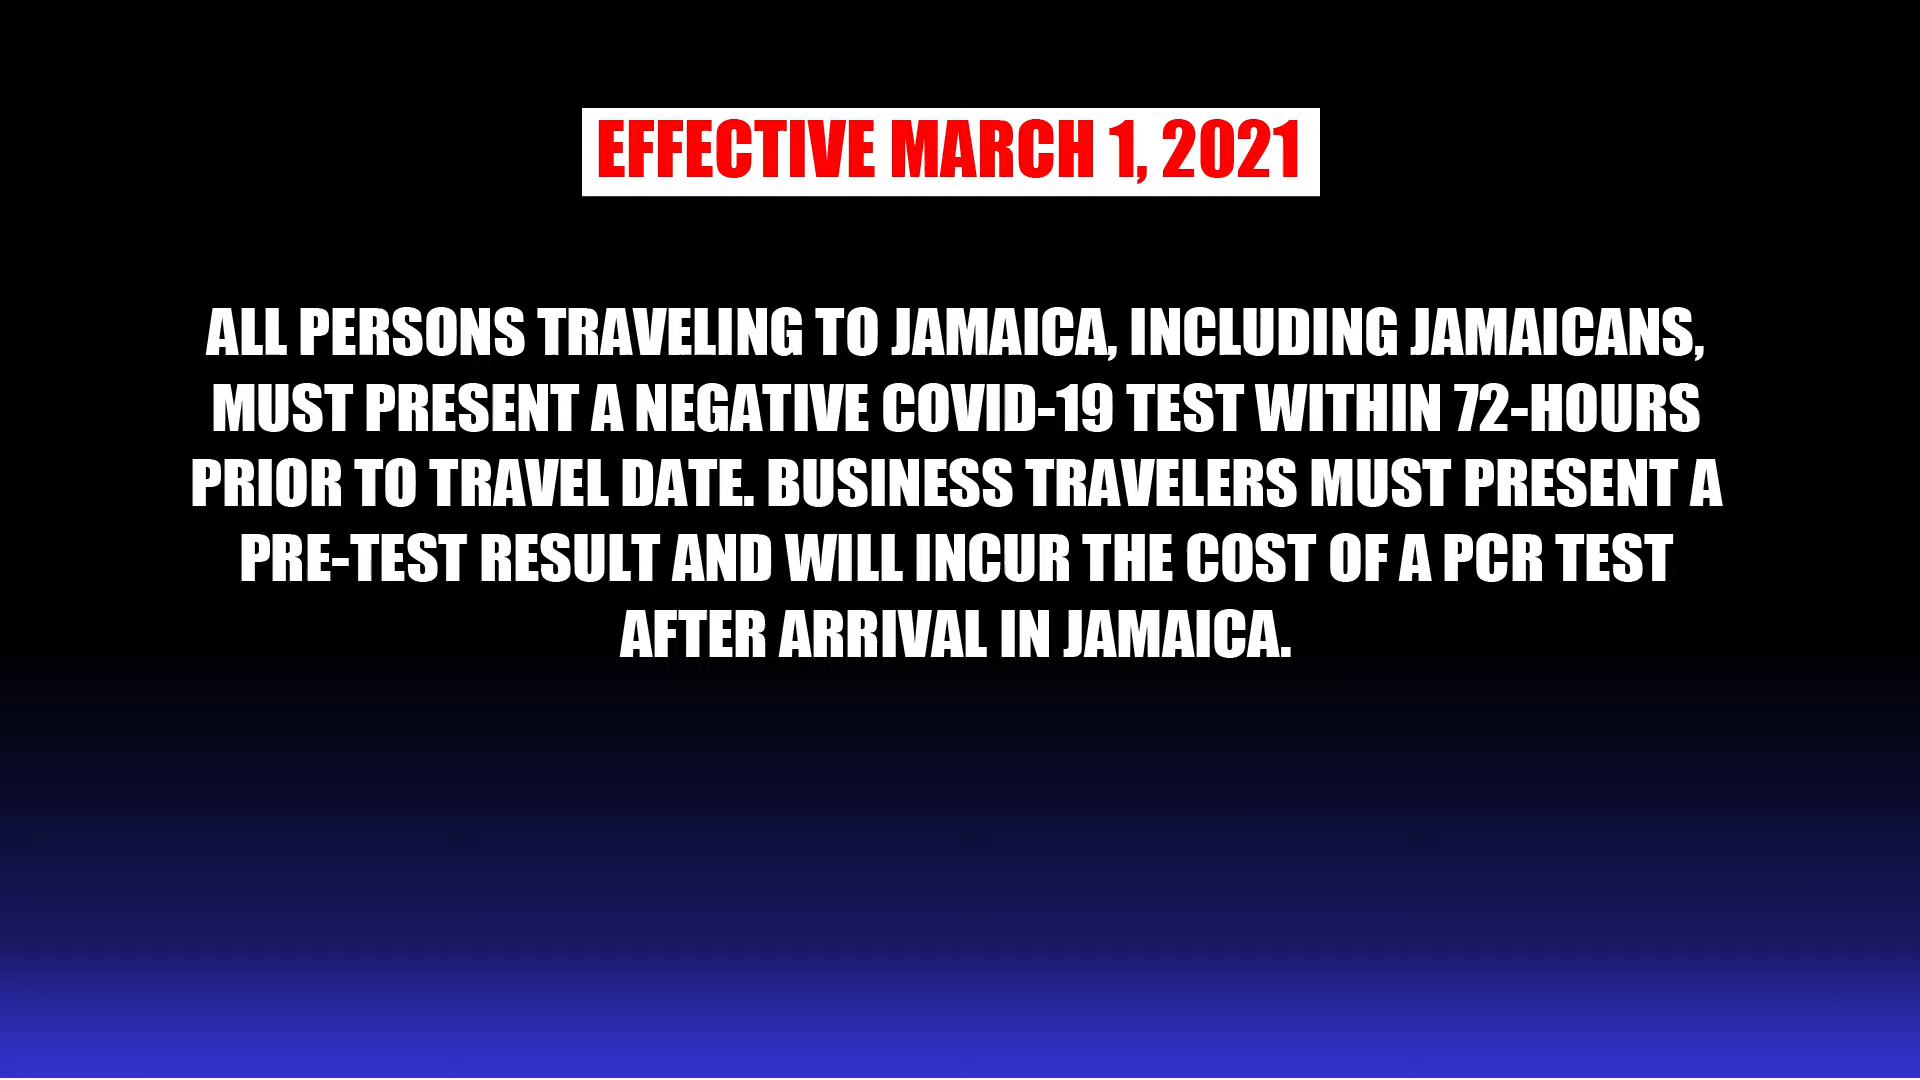 EFFECTIVE MARCH 1, 2021
ALL PERSONS TRAVELING TO JAMAICA, INCLUDING JAMAICANS,
MUST PRESENT A NEGATIVE COVID-19 TEST WITHIN 72-HOURS
PRIOR TO TRAVEL DATE. BUSINESS TRAVELERS MUST PRESENT A
PRE-TEST RESULT AND WILL INCUR THE COST OF A PCR TEST
AFTER ARRIVAL IN JAMAICA.